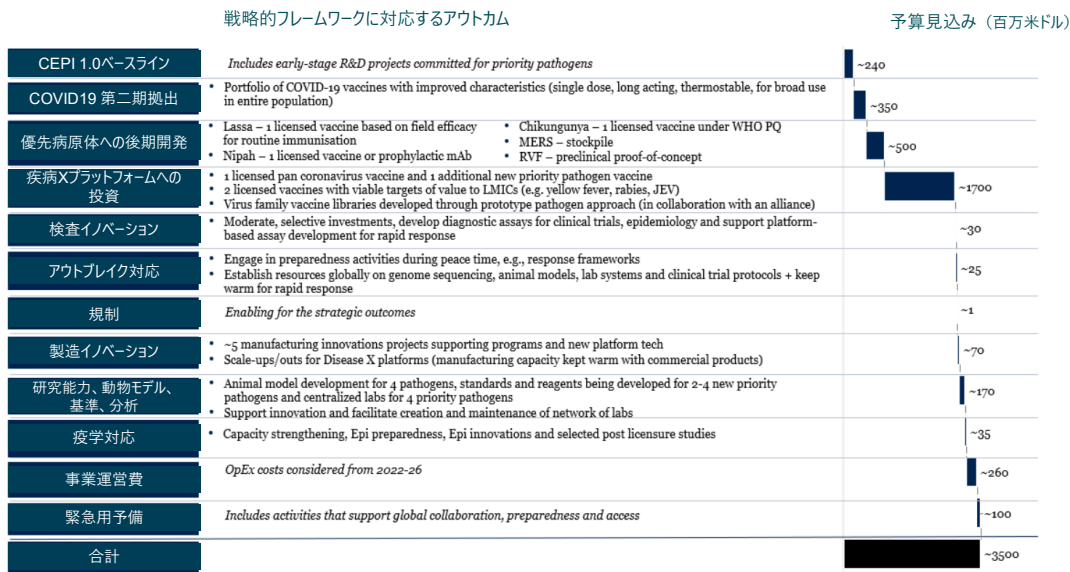 戦略的フレームワークに対応するアウトカム
予算見込み（百万米ドル）
CEPI 1.0ベースライン
Includes early-stage R&D projects committed for priority pathogens
~240
COVID19 第二期拠出
• Portfolio of COVID-19 vaccines with improved characteristics (single dose, long acting, thermostable, for broad use
in entire population)
~350
優先病原体への後期開発
• Lassa – 1 licensed vaccine based on field efficacy
for routine immunisation
• Nipah – 1 licensed vaccine or prophylactic mAb
• Chikungunya – 1 licensed vaccine under WHO PQ
• MERS – stockpile
• RVF – preclinical proof-of-concept
~500
疾病Xプラットフォームへの
投資
• 1 licensed pan coronavirus vaccine and 1 additional new priority pathogen vaccine
• 2 licensed vaccines with viable targets of value to LMICs (e.g. yellow fever, rabies, JEV)
• Virus family vaccine libraries developed through prototype pathogen approach (in collaboration with an alliance)
~1700
検査イノベーション
• Moderate, selective investments, develop diagnostic assays for clinical trials, epidemiology and support platform-
based assay development for rapid response
~30
アウトブレイク対応
• Engage in preparedness activities during peace time, e.g., response frameworks
• Establish resources globally on genome sequencing, animal models, lab systems and clinical trial protocols + keep
warm for rapid response
~25
規制
Enabling for the strategic outcomes
~1
製造イノベーション
• ~5 manufacturing innovations projects supporting programs and new platform tech
• Scale-ups/outs for Disease X platforms (manufacturing capacity kept warm with commercial products)
~70
研究能力、動物モデル、
基準、分析
• Animal model development for 4 pathogens, standards and reagents being developed for 2-4 new priority
pathogens and centralized labs for 4 priority pathogens
• Support innovation and facilitate creation and maintenance of network of labs
~170
疫学対応
• Capacity strengthening, Epi preparedness, Epi innovations and selected post licensure studies
~35
事業運営費
OpEx costs considered from 2022-26
~260
緊急用予備
Includes activities that support global collaboration, preparedness and access
~100
合計
~3500